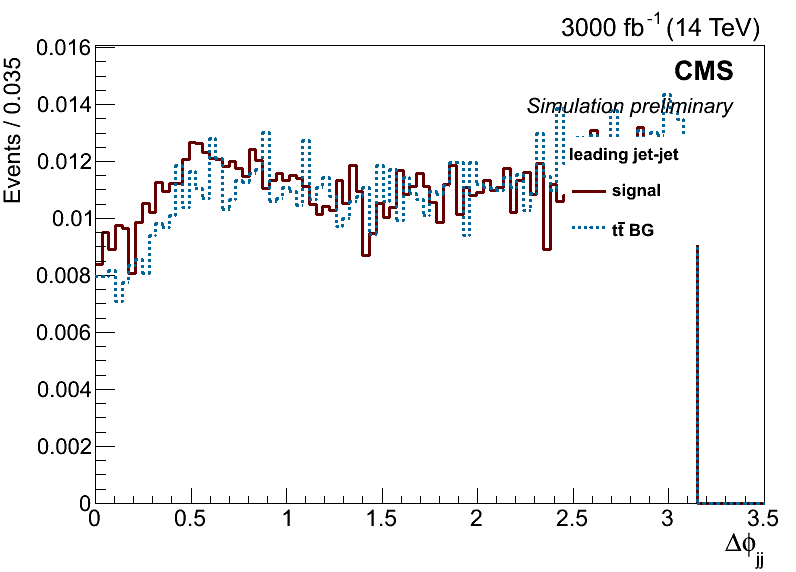 3000 fb-1 (14 TeV)
CMS
Simulation preliminary
Events / 0.035
0.016
0.014
0.012
0.01
0.008
0.006
0.004
0.002
0
leading jet-jet
signal
tt̄ BG
0 0.5 1 1.5 2 2.5 3 3.5
Δϕjj